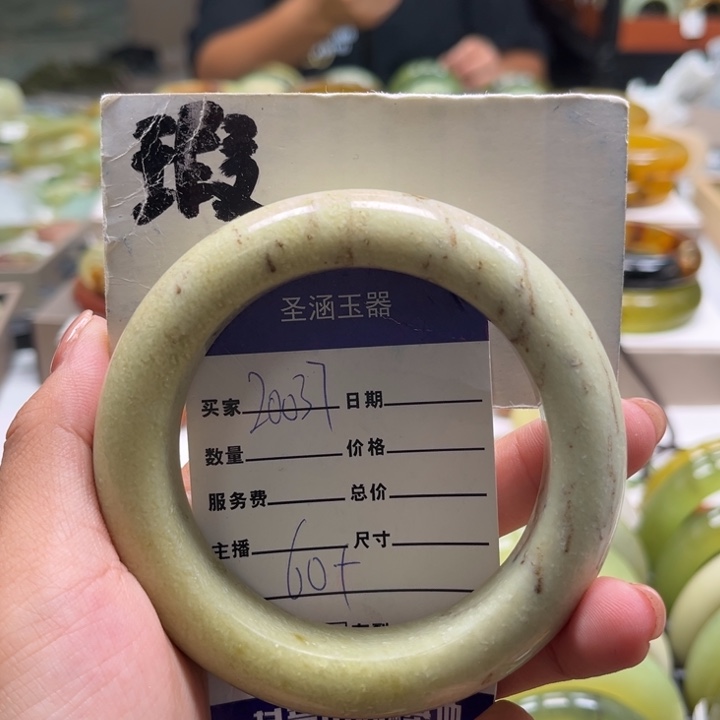 瑕
圣涵玉器
买家 20037 日期
数量 价格
服务费 总价
主播 尺寸
60+